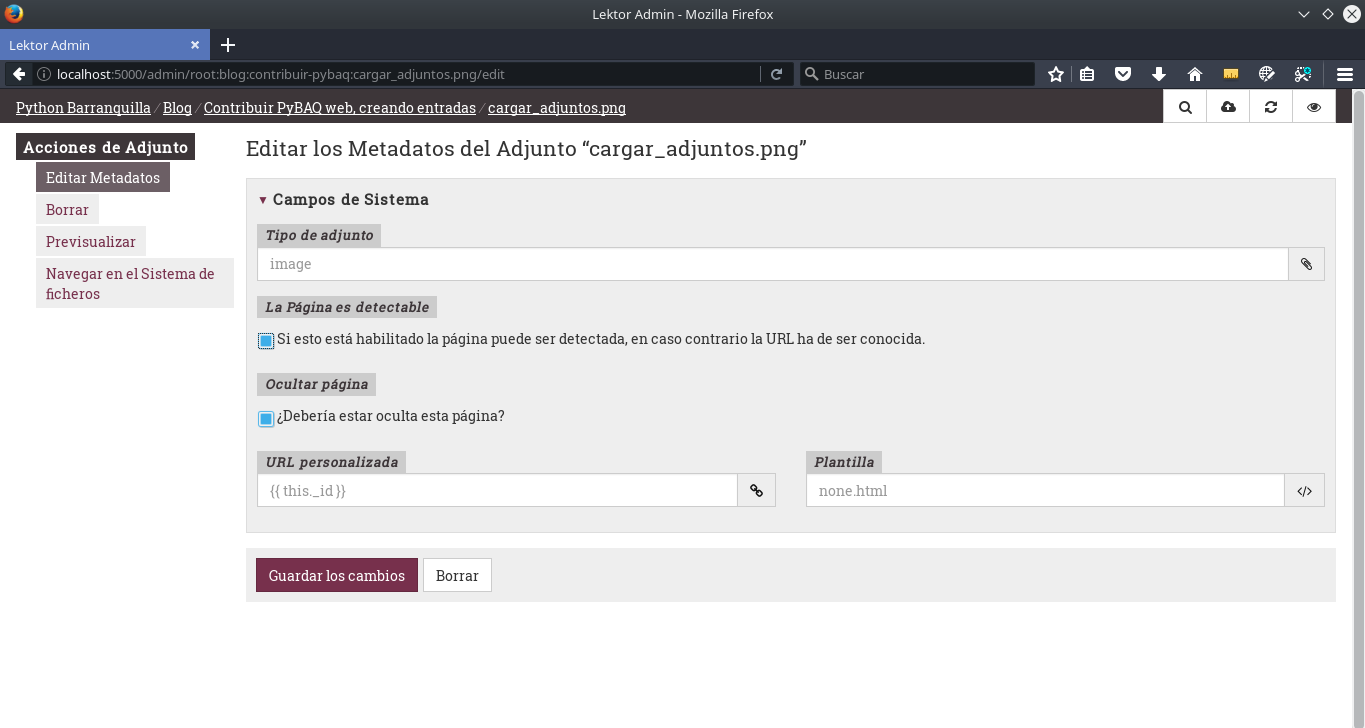 Lektor Admin - Mozilla Firefox
Lektor Admin
localhost:5000/admin/root:blog:contribuir-pybaq:cargar_adjuntos.png/edit
Buscar
Python Barranquilla / Blog / Contribuir PyBAQ web, creando entradas / cargar_adjuntos.png
Acciones de Adjunto
Editar Metadatos
Borrar
Previsualizar
Navegar en el Sistema de
ficheros
Editar los Metadatos del Adjunto “cargar_adjuntos.png”
▼ Campos de Sistema
Tipo de adjunto
image
La Página es detectable
Si esto está habilitado la página puede ser detectada, en caso contrario la URL ha de ser conocida.
Ocultar página
¿Debería estar oculta esta página?
URL personalizada
{{ this._id }}
Plantilla
none.html
Guardar los cambios
Borrar